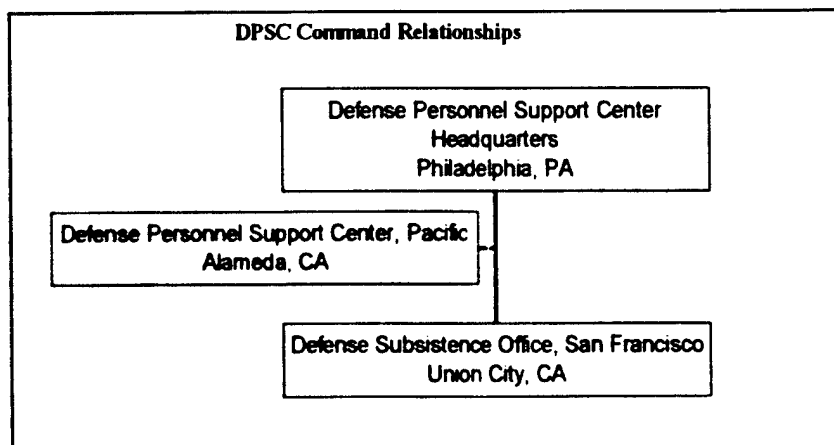 DPSC Command Relationships
Defense Personnel Support Center
Headquarters
Philadelphia, PA
Defense Personnel Support Center, Pacific
Alameda, CA
Defense Subsistence Office, San Francisco
Union City, CA